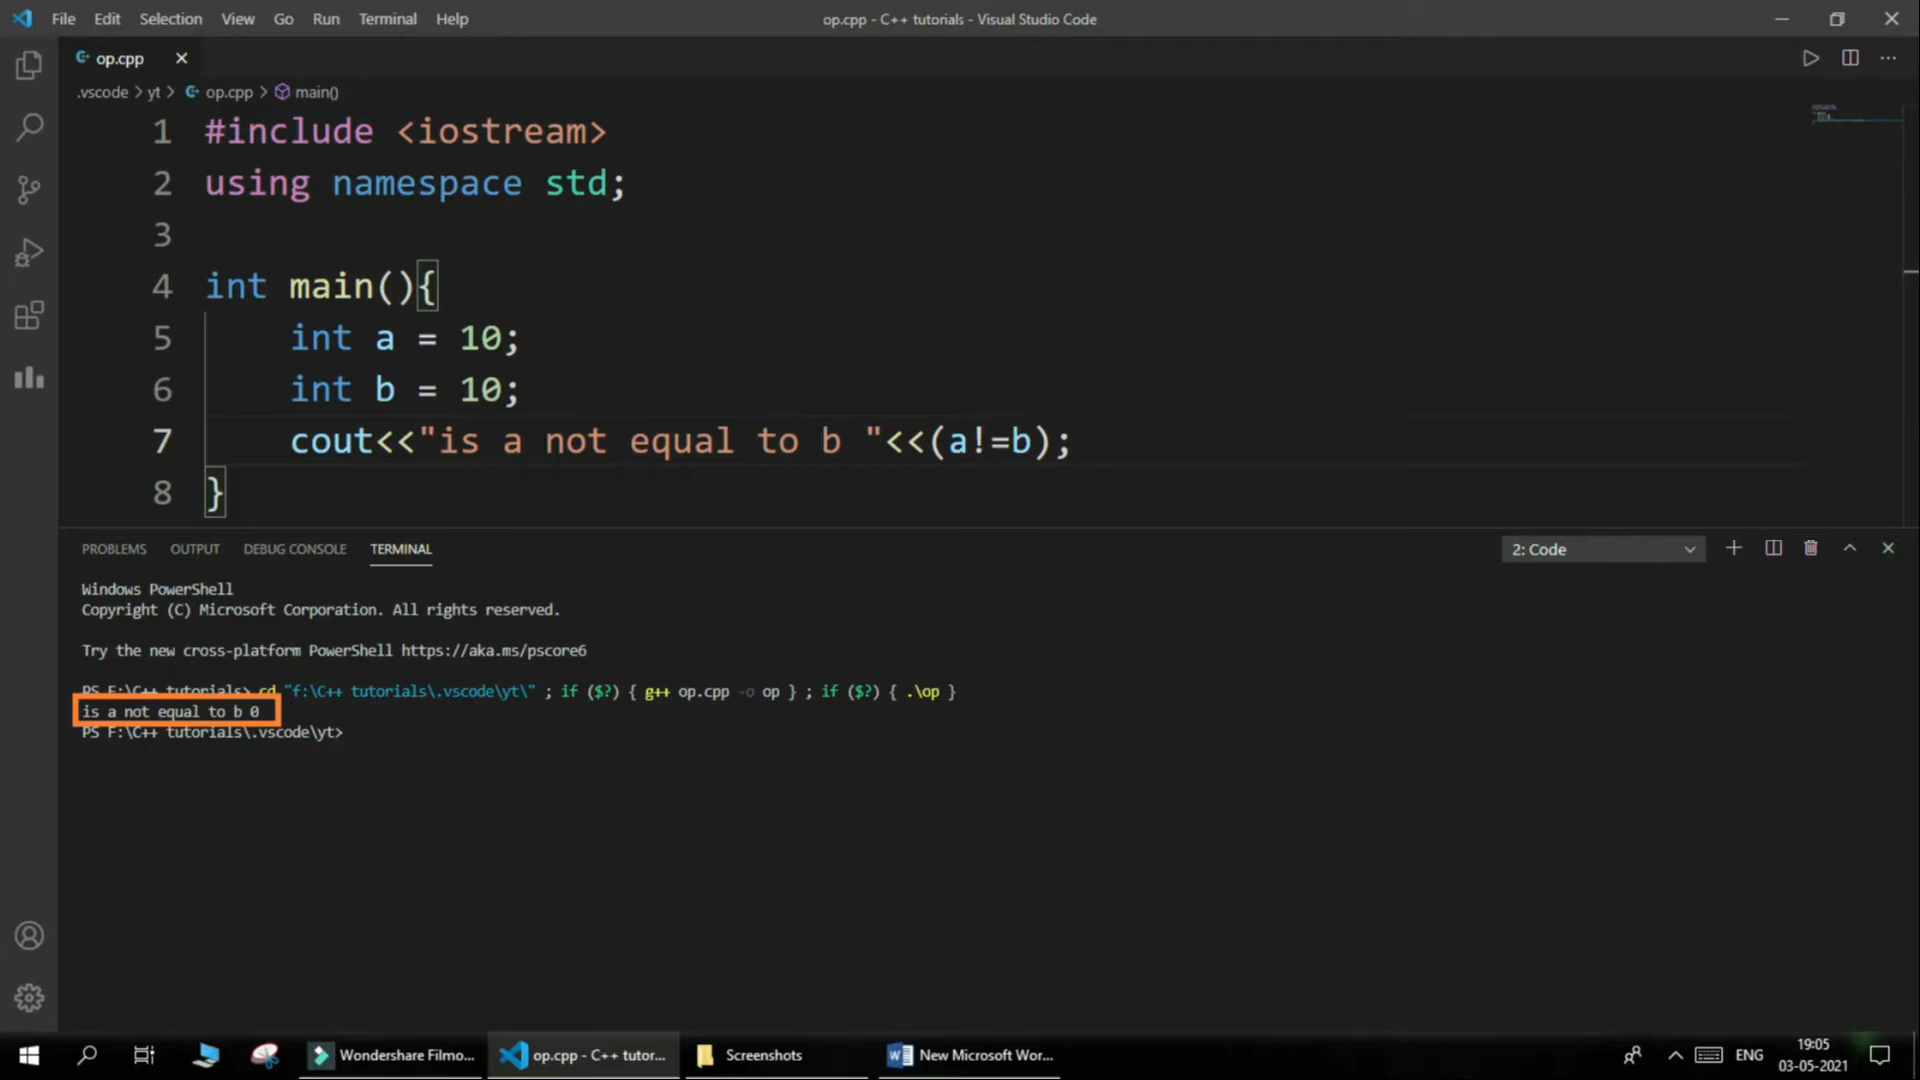 File Edit Selection View Go Run Terminal Help
op.cpp - C++ tutorials - Visual Studio Code
op.cpp
.vscode > yt > op.cpp > main()
1 #include <iostream>
2 using namespace std;
3
4 int main(){
5 int a = 10;
6 int b = 10;
7 cout<<"is a not equal to b "<<(a!=b);
8 }
PROBLEMS OUTPUT DEBUG CONSOLE TERMINAL
2: Code
Windows PowerShell
Copyright (C) Microsoft Corporation. All rights reserved.
Try the new cross-platform PowerShell https://aka.ms/pscore6
PS F:\C++ tutorials> cd "f:\C++ tutorials\.vscode\yt\" ; if ($?) { g++ op.cpp -o op } ; if ($?) { .\op }
is a not equal to b 0
PS F:\C++ tutorials\.vscode\yt>
Wondershare Filmo...
op.cpp - C++ tutor...
Screenshots
New Microsoft Wor...
ENG
19:05
03-05-2021